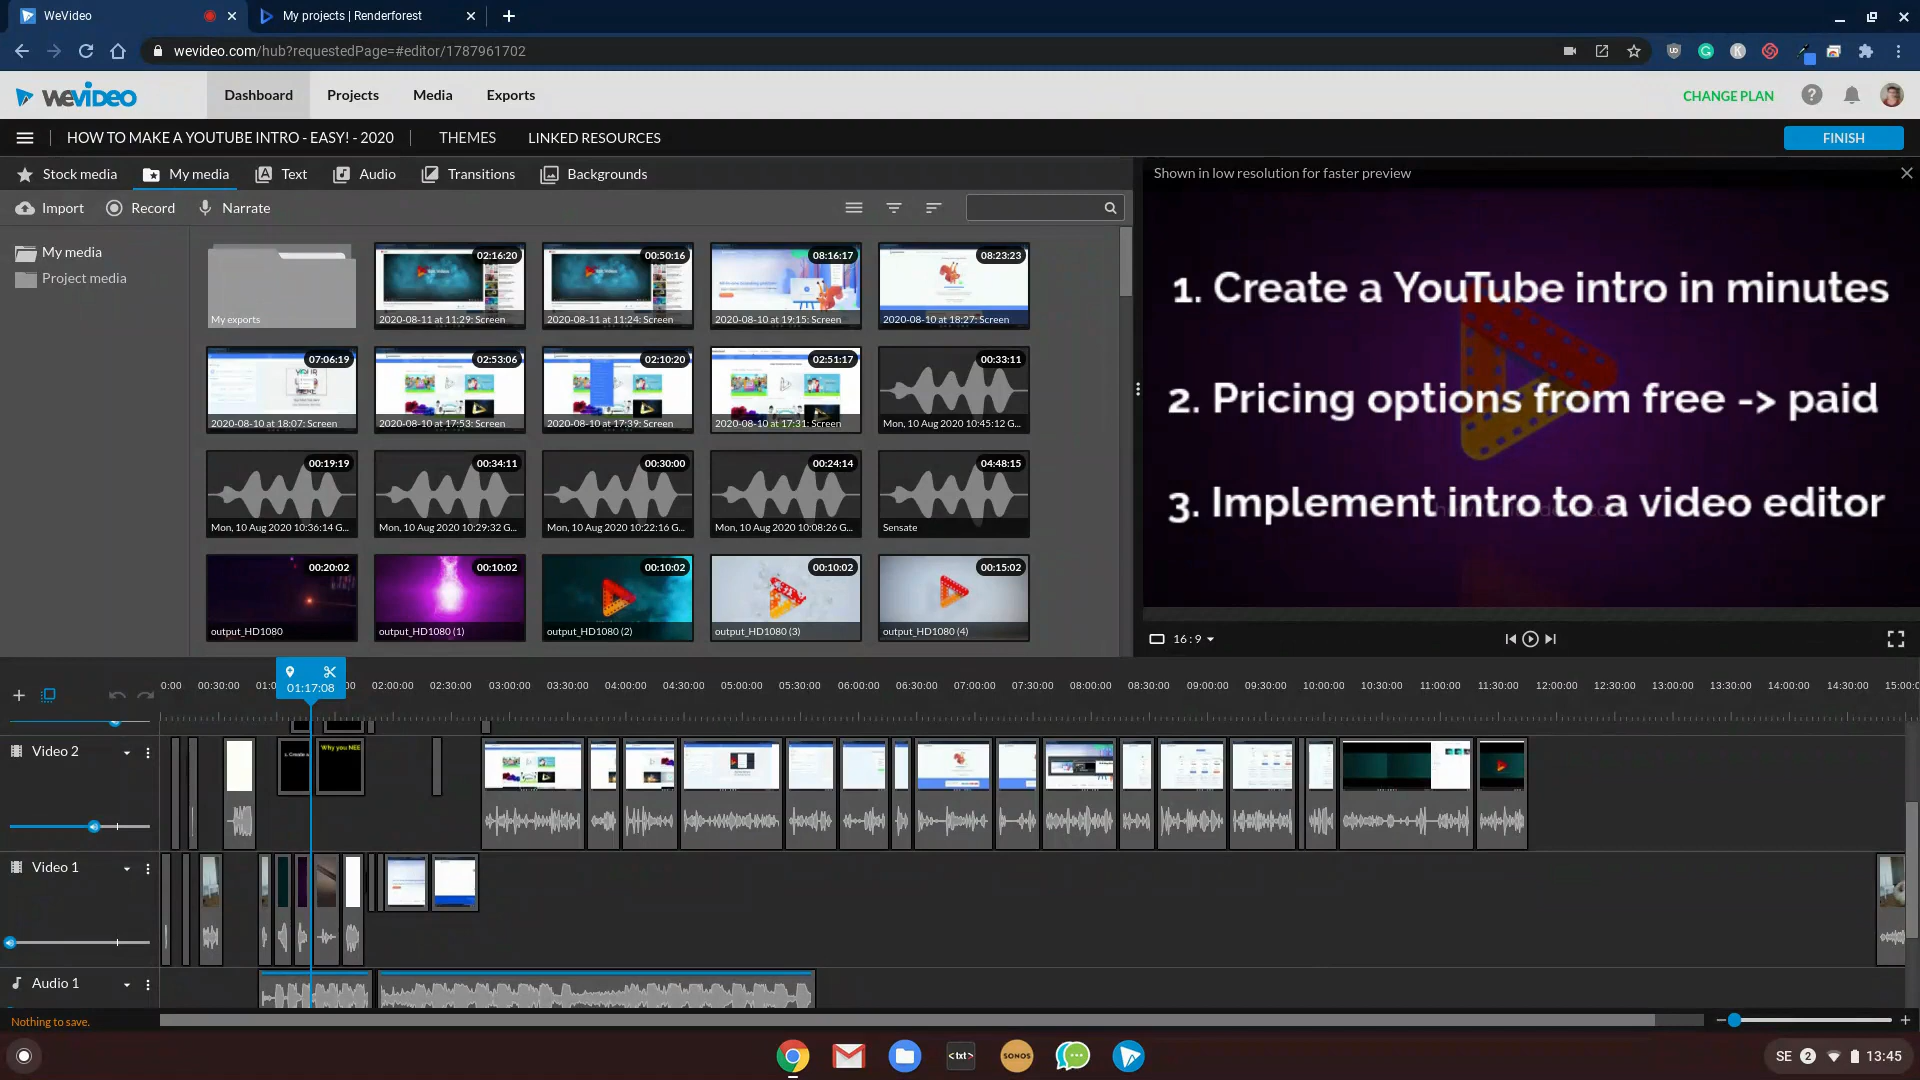 WeVideo
My projects | Renderforest
wevideo.com/hub?requestedPage=#editor/1787961702
WEVIDEO
Dashboard
Projects
Media
Exports
CHANGE PLAN
HOW TO MAKE A YOUTUBE INTRO - EASY! - 2020
THEMES
LINKED RESOURCES
FINISH
Stock media
My media
Text
Audio
Transitions
Backgrounds
Shown in low resolution for faster preview
Import
Record
Narrate
My media
Project media
My exports
02:16:20
2020-08-11 at 11:29: Screen
00:50:16
2020-08-11 at 11:24: Screen
08:16:17
2020-08-10 at 19:15: Screen
08:23:23
2020-08-10 at 18:27: Screen
07:06:19
2020-08-10 at 18:07: Screen
02:53:06
2020-08-10 at 17:53: Screen
02:10:20
2020-08-10 at 17:39: Screen
02:51:17
2020-08-10 at 17:31: Screen
00:33:11
Mon, 10 Aug 2020 10:45:12 G...
00:19:19
Mon, 10 Aug 2020 10:36:14 G...
00:34:11
Mon, 10 Aug 2020 10:29:32 G...
00:30:00
Mon, 10 Aug 2020 10:22:16 G...
00:24:14
Mon, 10 Aug 2020 10:08:26 G...
04:48:15
Sensate
00:20:02
output_HD1080
00:10:02
output_HD1080 (1)
00:10:02
output_HD1080 (2)
00:10:02
output_HD1080 (3)
00:15:02
output_HD1080 (4)
1. Create a YouTube intro in minutes
2. Pricing options from free -> paid
3. Implement intro to a video editor
16:9
01:17:08
0:00 00:30:00 02:00:00 02:30:00 03:00:00 03:30:00 04:00:00 04:30:00 05:00:00 05:30:00 06:00:00 06:30:00 07:00:00 07:30:00 08:00:00 08:30:00 09:00:00 09:30:00 10:00:00 10:30:00 11:00:00 11:30:00 12:00:00 12:30:00 13:00:00 13:30:00 14:00:00 14:30:00
Video 2
1. Create a
Why you NEE
Video 1
Audio 1
Nothing to save.
<txt>
SONOS
SE 2 13:45